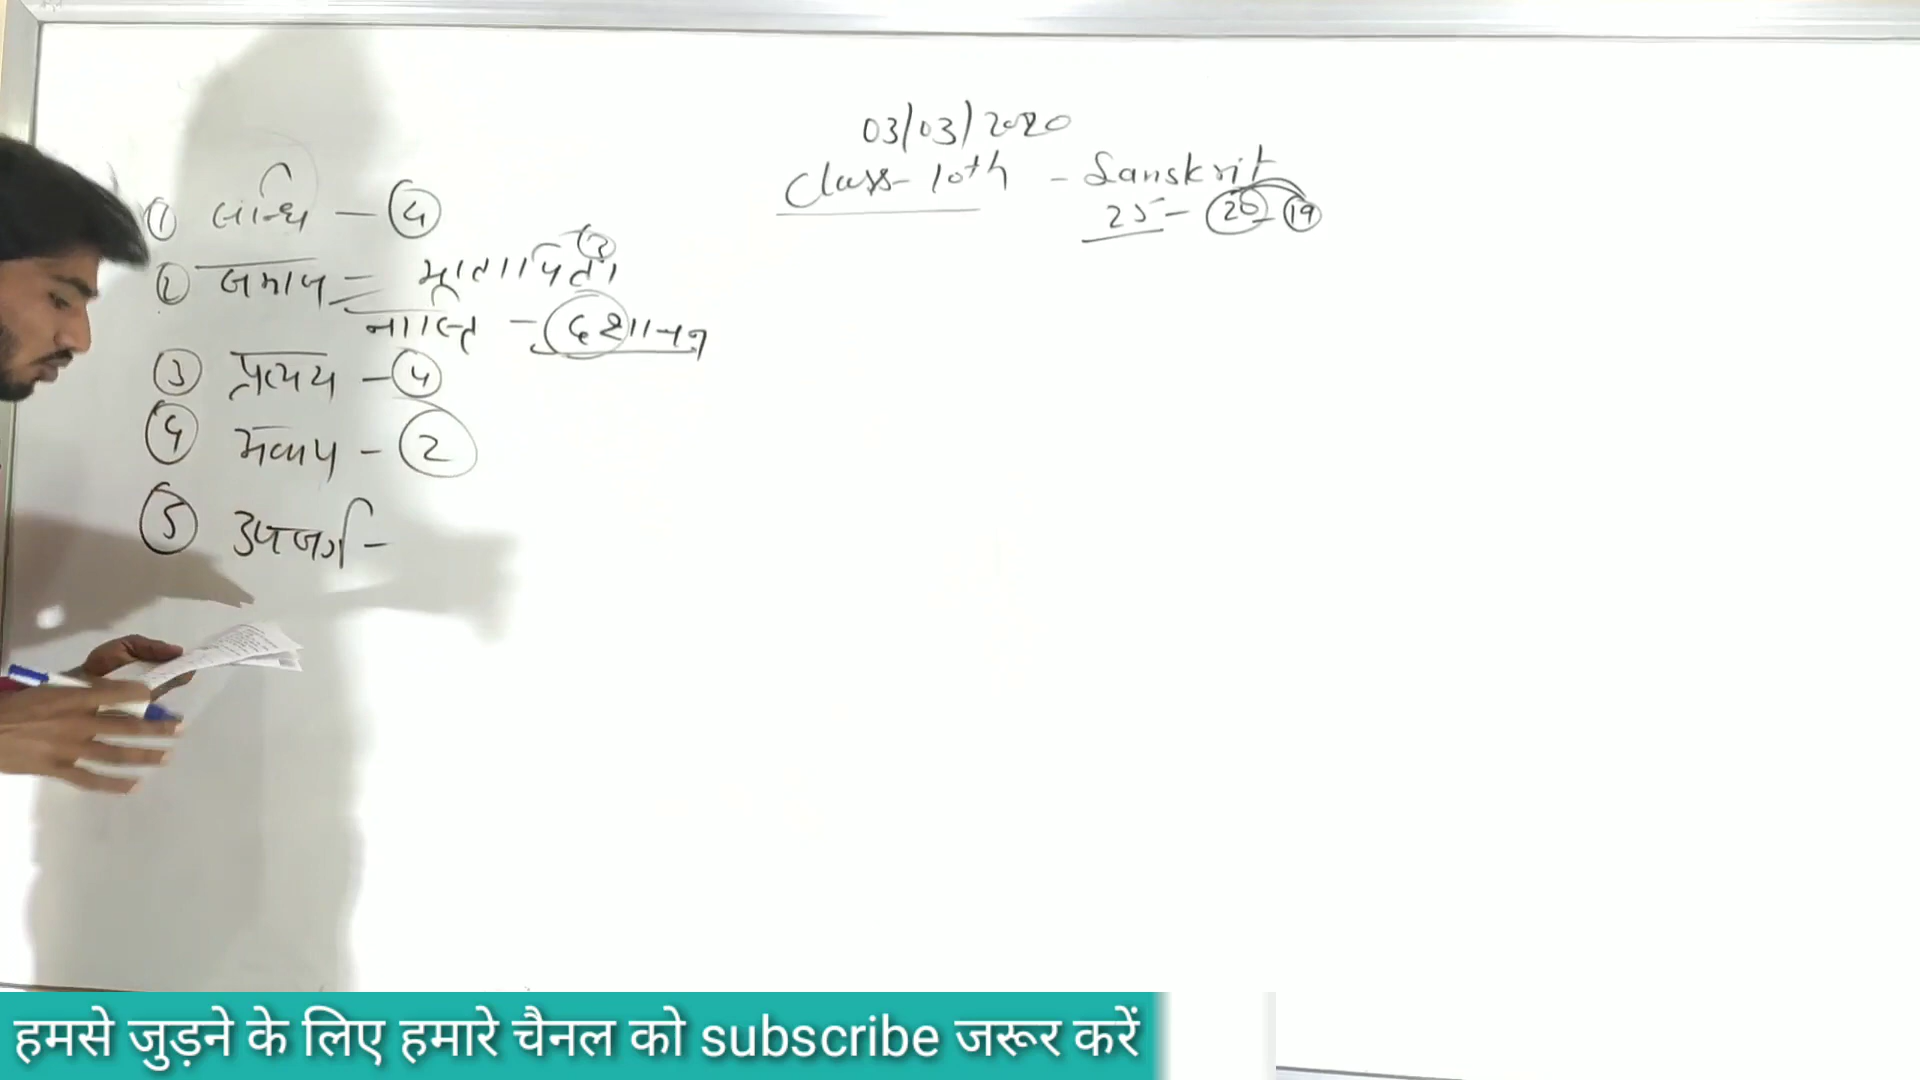 03/03/2020
Class- 10th - Sanskrit
25 - 20 - 19
① सन्धि - 4
② समास = मातापिता
- दशानन
③ प्रत्यय - 4
④ अव्यय - 2
⑤ उपसर्ग -
हमसे जुड़ने के लिए हमारे चैनल को subscribe जरूर करें